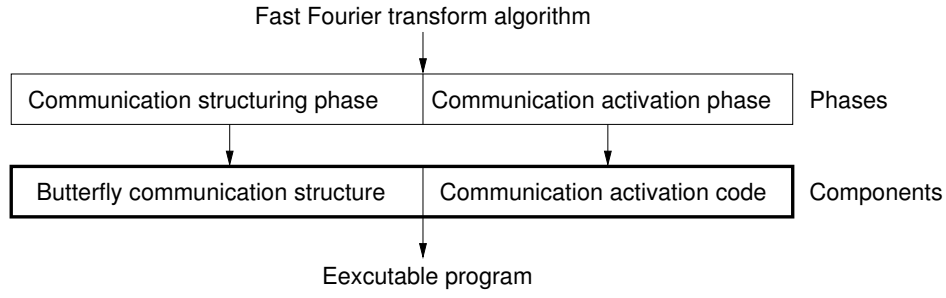 Fast Fourier transform algorithm
Communication structuring phase Communication activation phase Phases
Butterfly communication structure Communication activation code Components
Eexcutable program